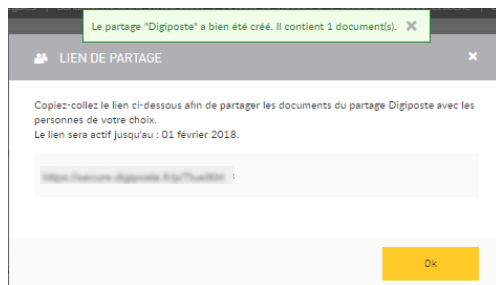 Le partage "Digiposte" a bien été créé. Il contient 1 document(s).
LIEN DE PARTAGE
Copiez-collez le lien ci-dessous afin de partager les documents du partage Digiposte avec les
personnes de votre choix.
Le lien sera actif jusqu'au : 01 février 2018.
Ok